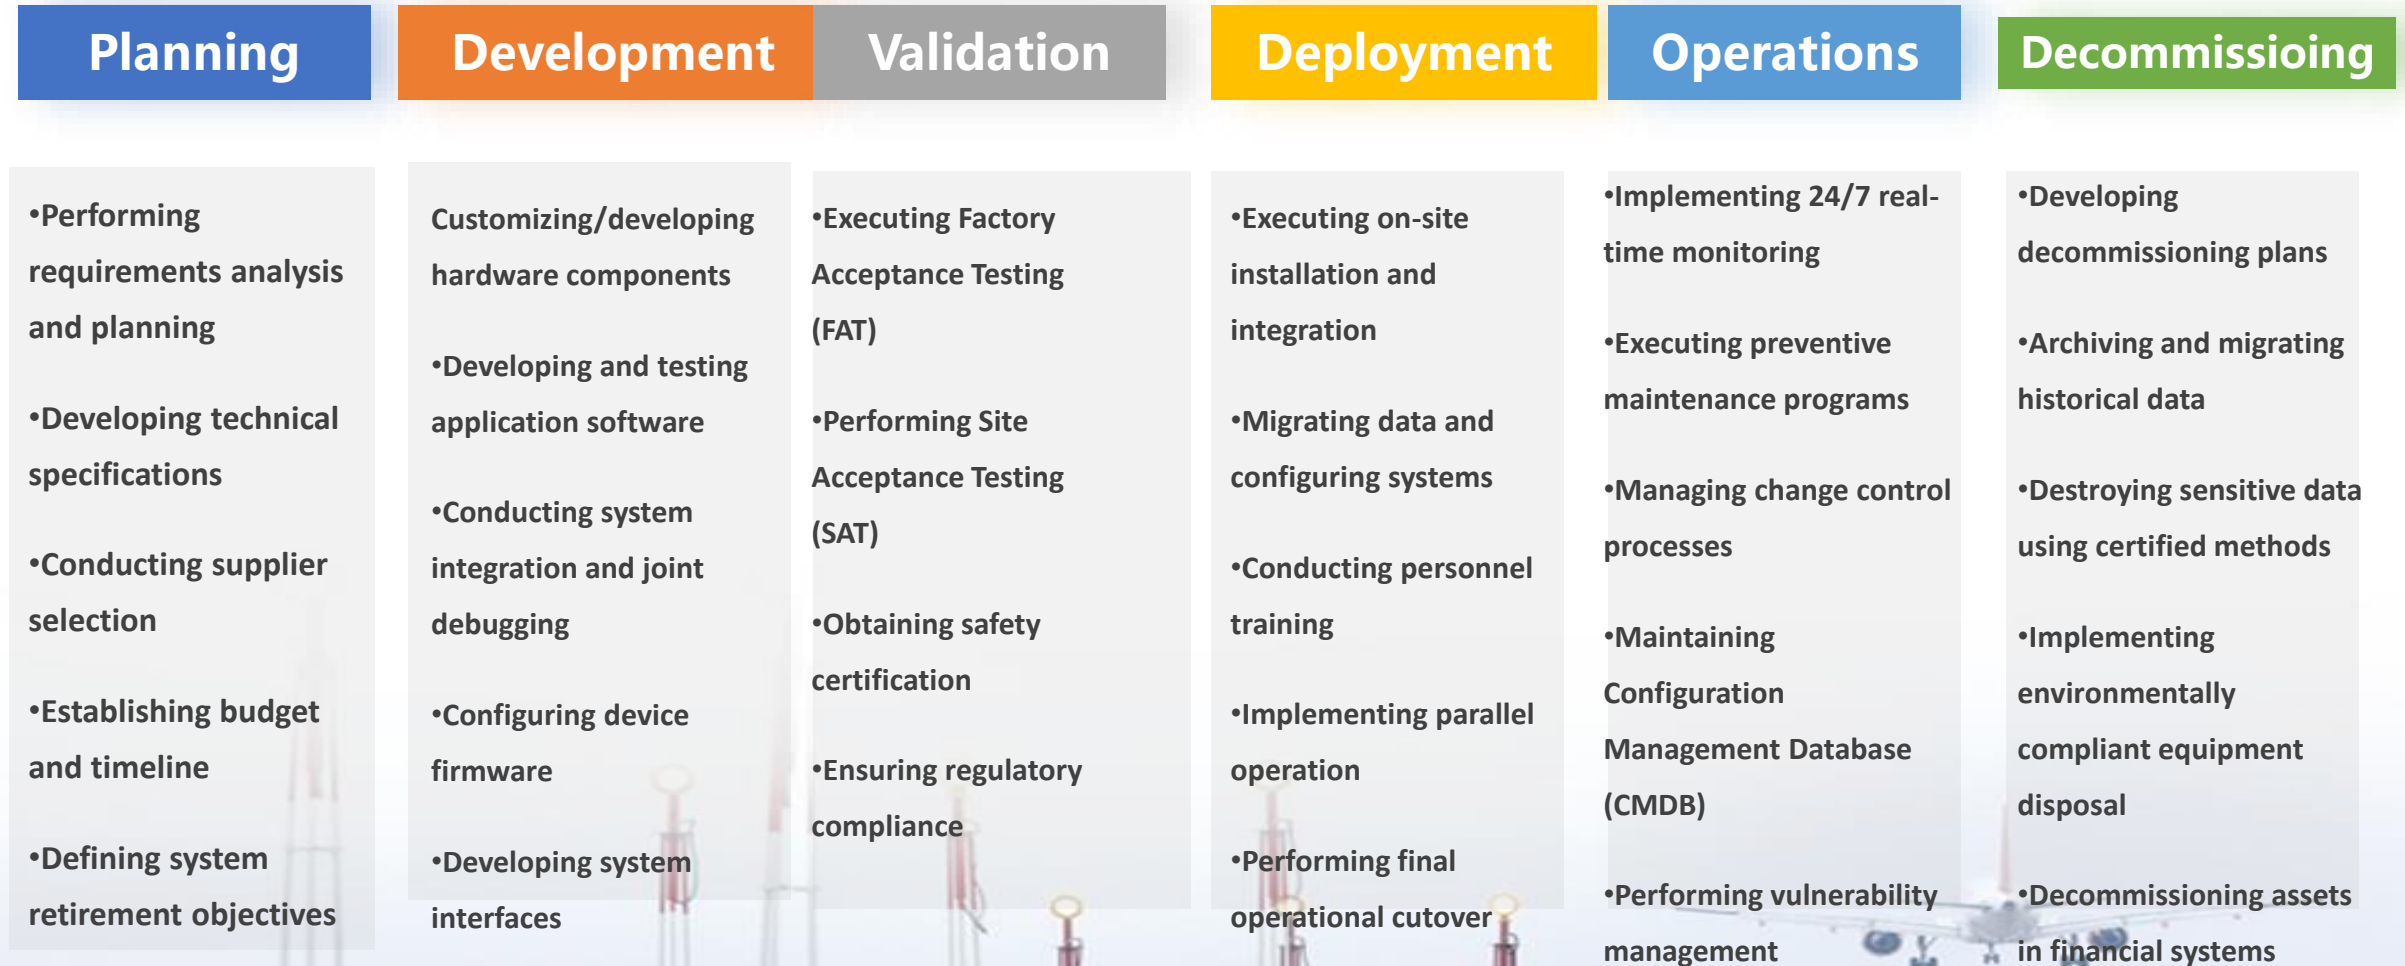 Planning
•Performing
requirements analysis
and planning
•Developing technical
specifications
•Conducting supplier
selection
•Establishing budget
and timeline
•Defining system
retirement objectives
Development
Customizing/developing
hardware components
•Developing and testing
application software
•Conducting system
integration and joint
debugging
•Configuring device
firmware
•Developing system
interfaces
Validation
•Executing Factory
Acceptance Testing
(FAT)
•Performing Site
Acceptance Testing
(SAT)
•Obtaining safety
certification
•Ensuring regulatory
compliance
Deployment
•Executing on-site
installation and
integration
•Migrating data and
configuring systems
•Conducting personnel
training
•Implementing parallel
operation
•Performing final
operational cutover
Operations
•Implementing 24/7 real-
time monitoring
•Executing preventive
maintenance programs
•Managing change control
processes
•Maintaining
Configuration
Management Database
(CMDB)
•Performing vulnerability
management
Decommissioing
•Developing
decommissioning plans
•Archiving and migrating
historical data
•Destroying sensitive data
using certified methods
•Implementing
environmentally
compliant equipment
disposal
•Decommissioning assets
in financial systems